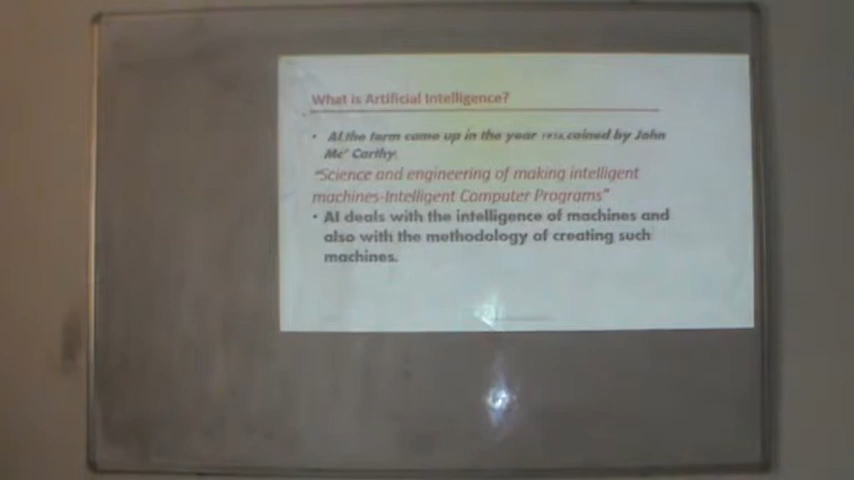 What is Artificial Intelligence?
• AI,the term came up in the year coined by John
Mc' Carthy.
"Science and engineering of making intelligent
machines-Intelligent Computer Programs"
• AI deals with the intelligence of machines and
also with the methodology of creating such
machines.